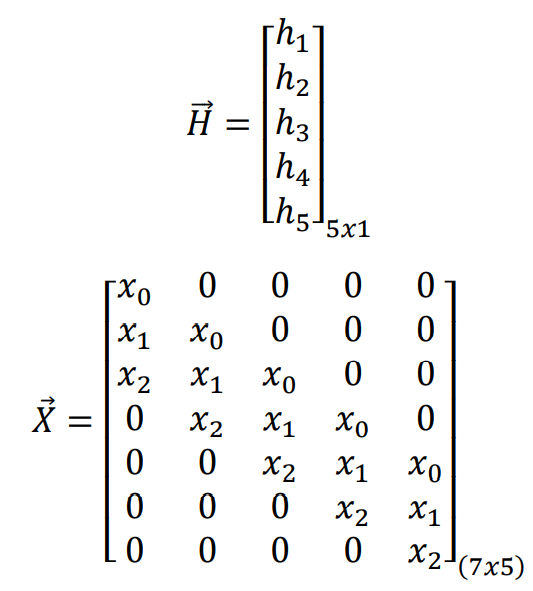 h₁
h₂
H⃗ = h₃
h₄
h₅ 5x1
x₀ 0 0 0 0
x₁ x₀ 0 0 0
x₂ x₁ x₀ 0 0
X⃗ = 0 x₂ x₁ x₀ 0
0 0 x₂ x₁ x₀
0 0 0 x₂ x₁
0 0 0 0 x₂ (7x5)